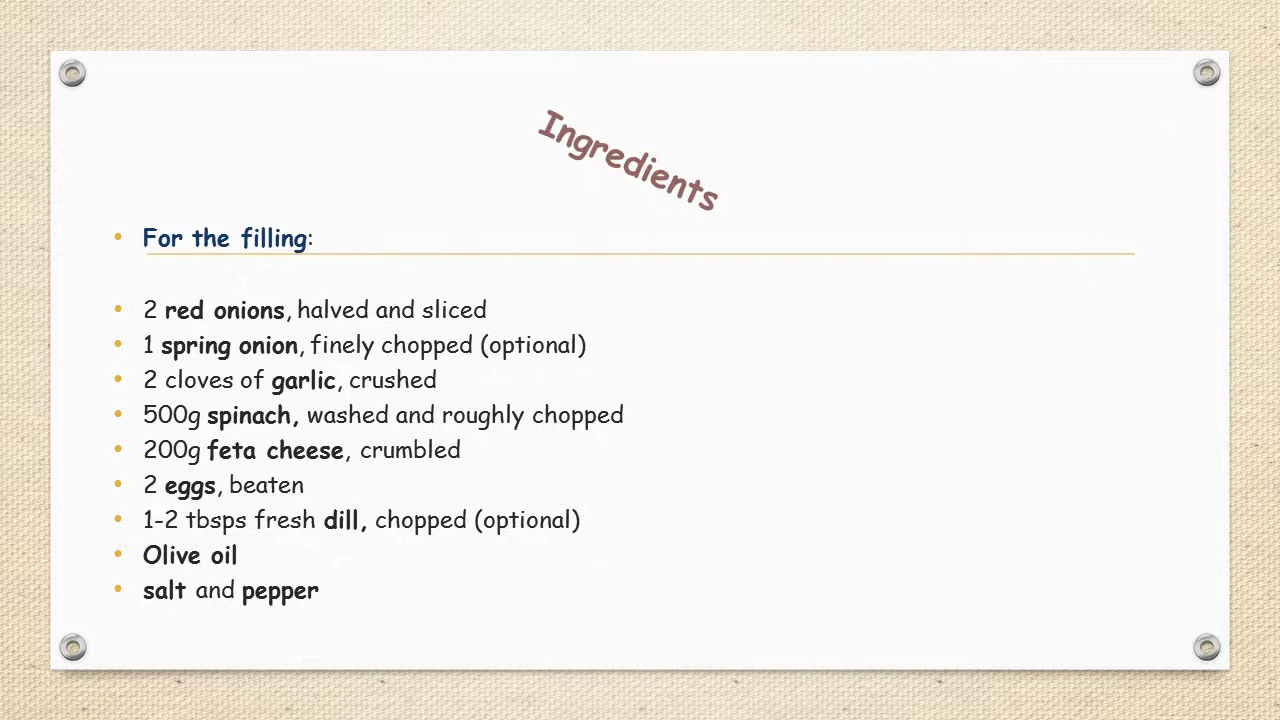 Ingredients
• For the filling:
• 2 red onions, halved and sliced
• 1 spring onion, finely chopped (optional)
• 2 cloves of garlic, crushed
• 500g spinach, washed and roughly chopped
• 200g feta cheese, crumbled
• 2 eggs, beaten
• 1-2 tbsps fresh dill, chopped (optional)
• Olive oil
• salt and pepper